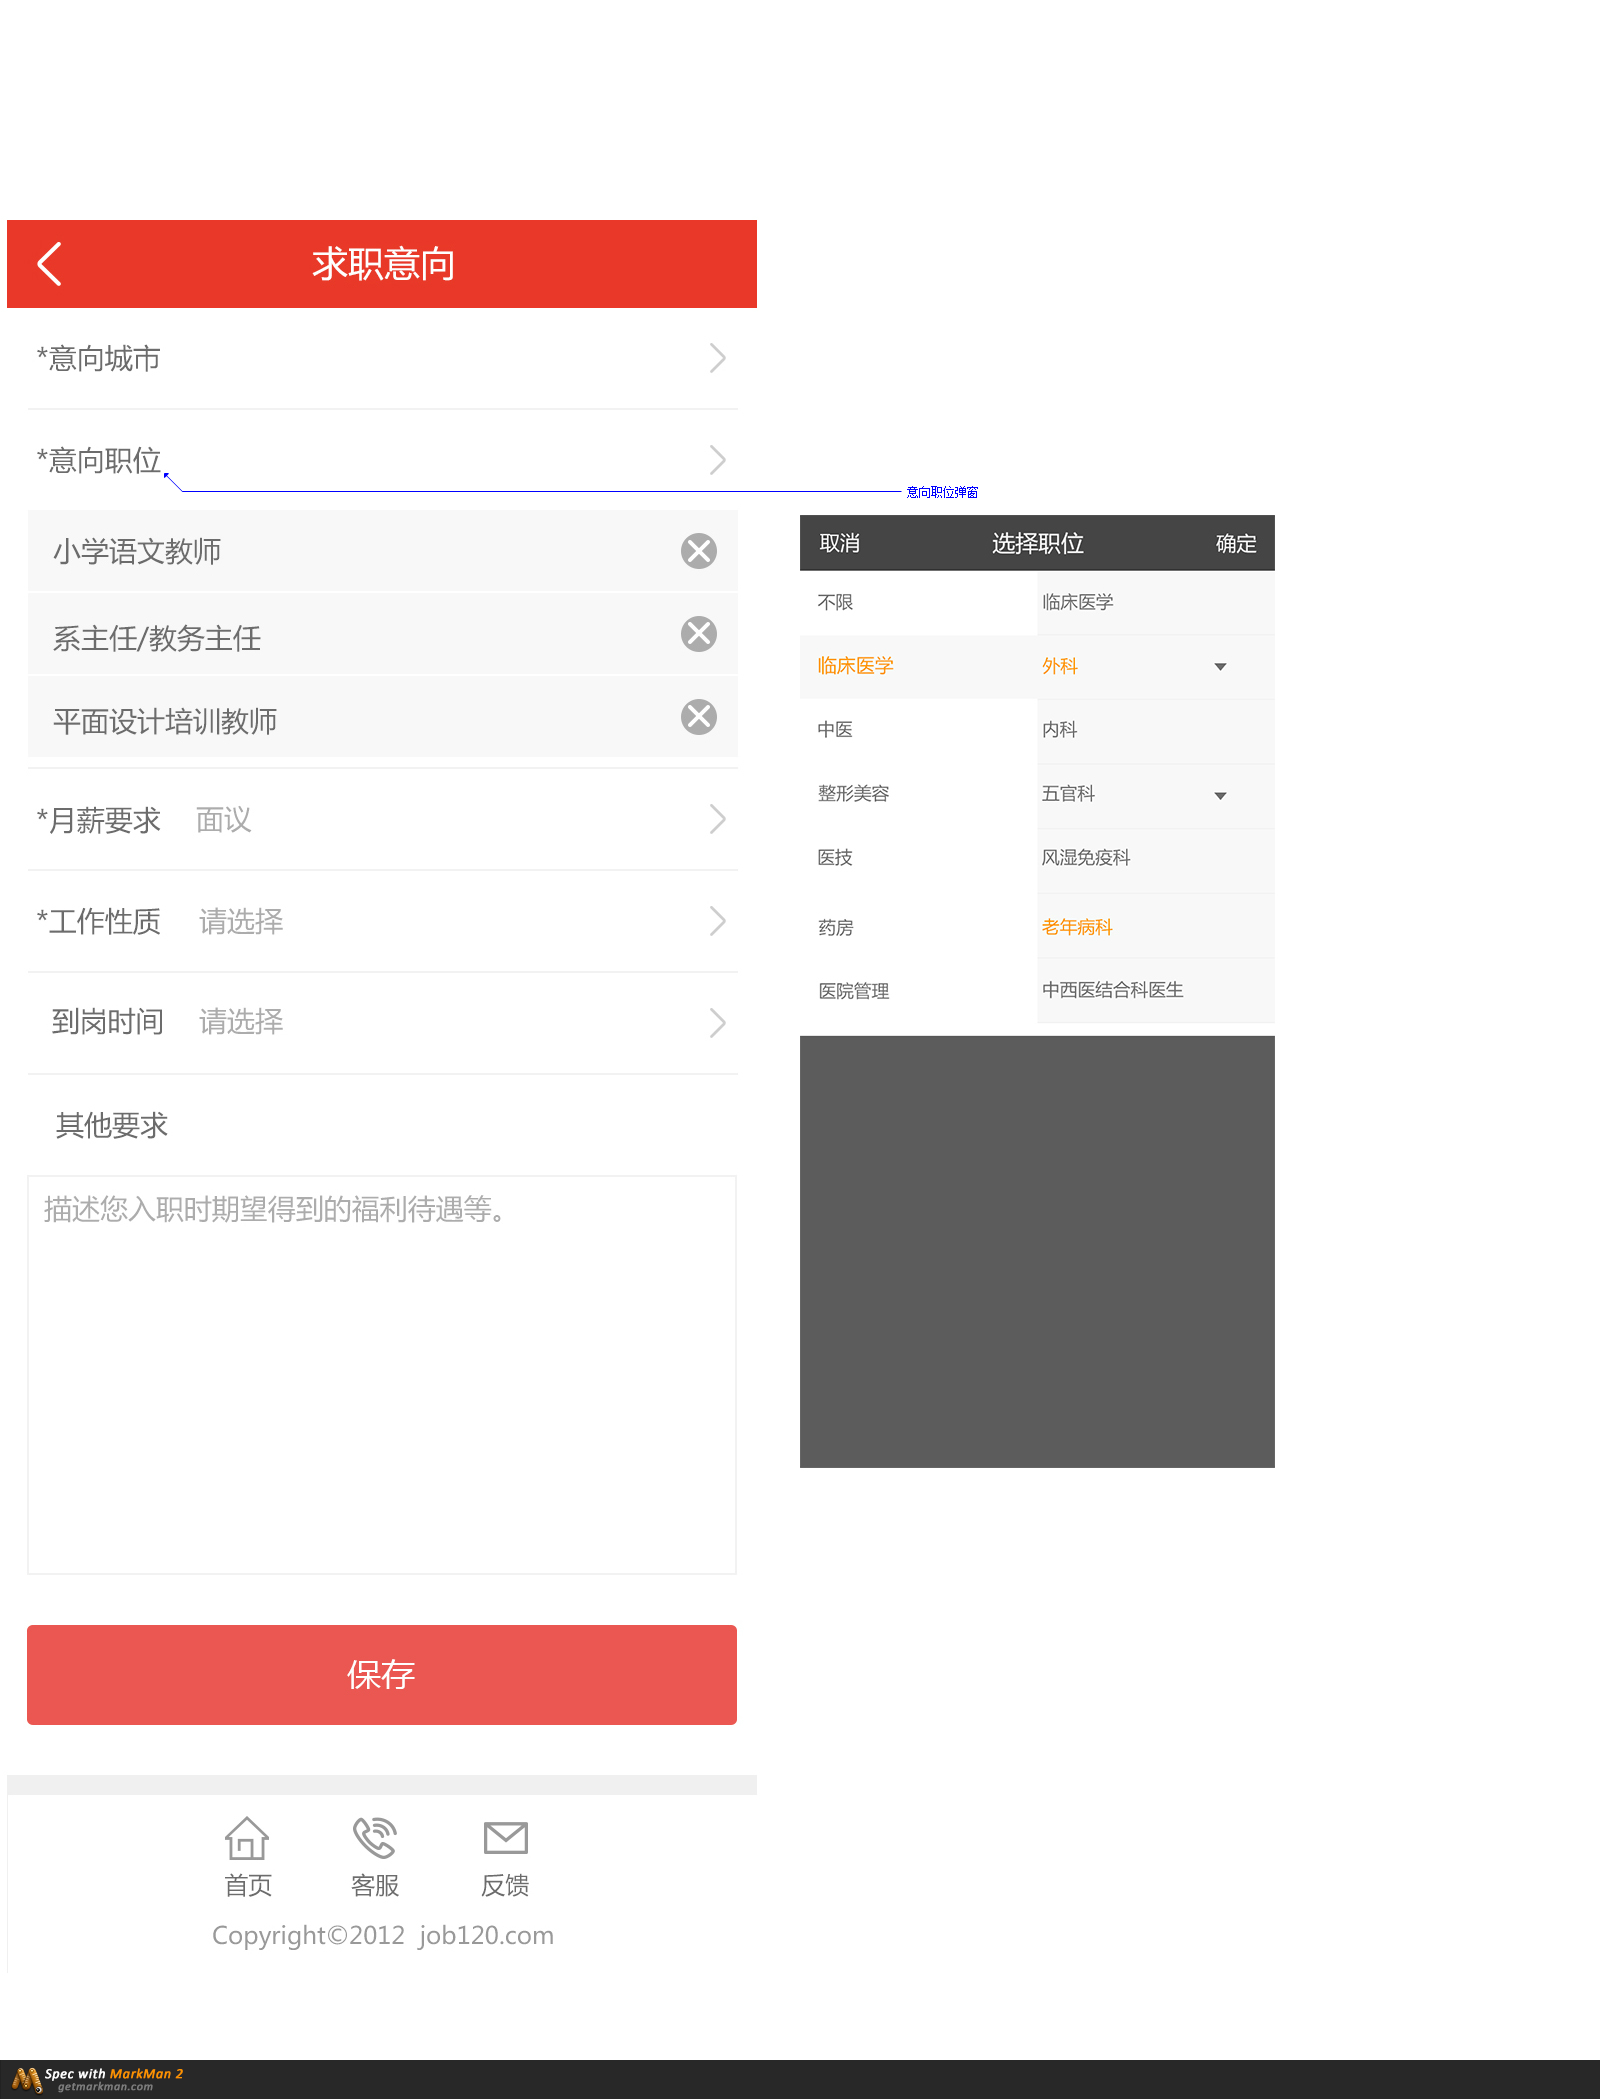 求职意向
*意向城市
*意向职位
小学语文教师
系主任/教务主任
平面设计培训教师
*月薪要求 面议
*工作性质 请选择
到岗时间 请选择
其他要求
描述您入职时期望得到的福利待遇等。
保存
首页 客服 反馈
Copyright©2012 job120.com
意向职位弹窗
取消 选择职位 确定
不限 临床医学
临床医学 外科
中医 内科
整形美容 五官科
医技 风湿免疫科
药房 老年病科
医院管理 中西医结合科医生
Spec with MarkMan 2
getmarkman.com